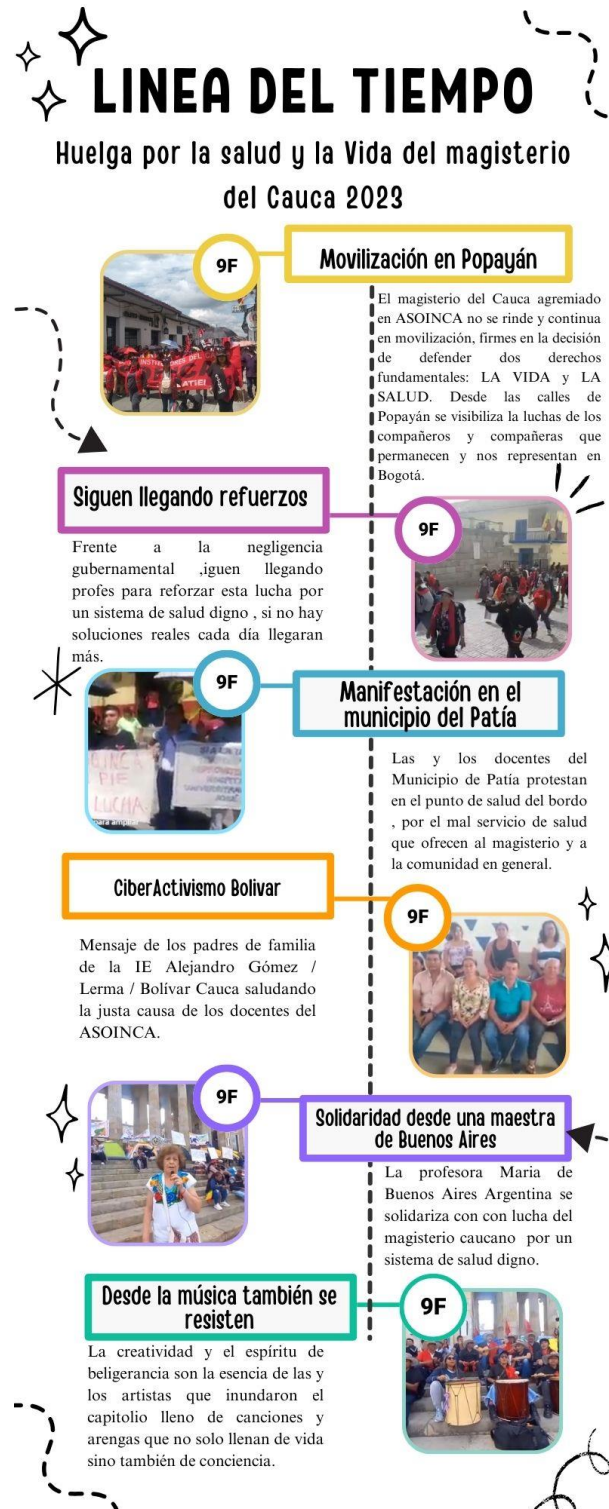 LINEA DEL TIEMPO
Huelga por la salud y la Vida del magisterio
del Cauca 2023
9F
Movilización en Popayán
El magisterio del Cauca agremiado
en ASOINCA no se rinde y continua
en movilización, firmes en la decisión
de defender dos derechos
fundamentales: LA VIDA y LA
SALUD. Desde las calles de
Popayán se visibiliza la luchas de los
compañeros y compañeras que
permanecen y nos representan en
Bogotá.
Siguen llegando refuerzos
9F
Frente a la negligencia
gubernamental ,iguen llegando
profes para reforzar esta lucha por
un sistema de salud digno , si no hay
soluciones reales cada día llegaran
más.
9F
Manifestación en el
municipio del Patía
PIE
LUCHA.
Las y los docentes del
Municipio de Patía protestan
en el punto de salud del bordo
, por el mal servicio de salud
que ofrecen al magisterio y a
la comunidad en general.
CiberActivismo Bolivar
9F
Mensaje de los padres de familia
de la IE Alejandro Gómez /
Lerma / Bolívar Cauca saludando
la justa causa de los docentes del
ASOINCA.
9F
Solidaridad desde una maestra
de Buenos Aires
La profesora Maria de
Buenos Aires Argentina se
solidariza con con lucha del
magisterio caucano por un
sistema de salud digno.
Desde la música también se
resisten
9F
La creatividad y el espíritu de
beligerancia son la esencia de las y
los artistas que inundaron el
capitolio lleno de canciones y
arengas que no solo llenan de vida
sino también de conciencia.